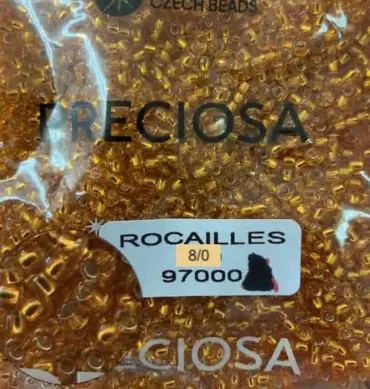 CZECH BEADS
PRECIOSA
ROCAILLES
8/0
97000
CIOSA